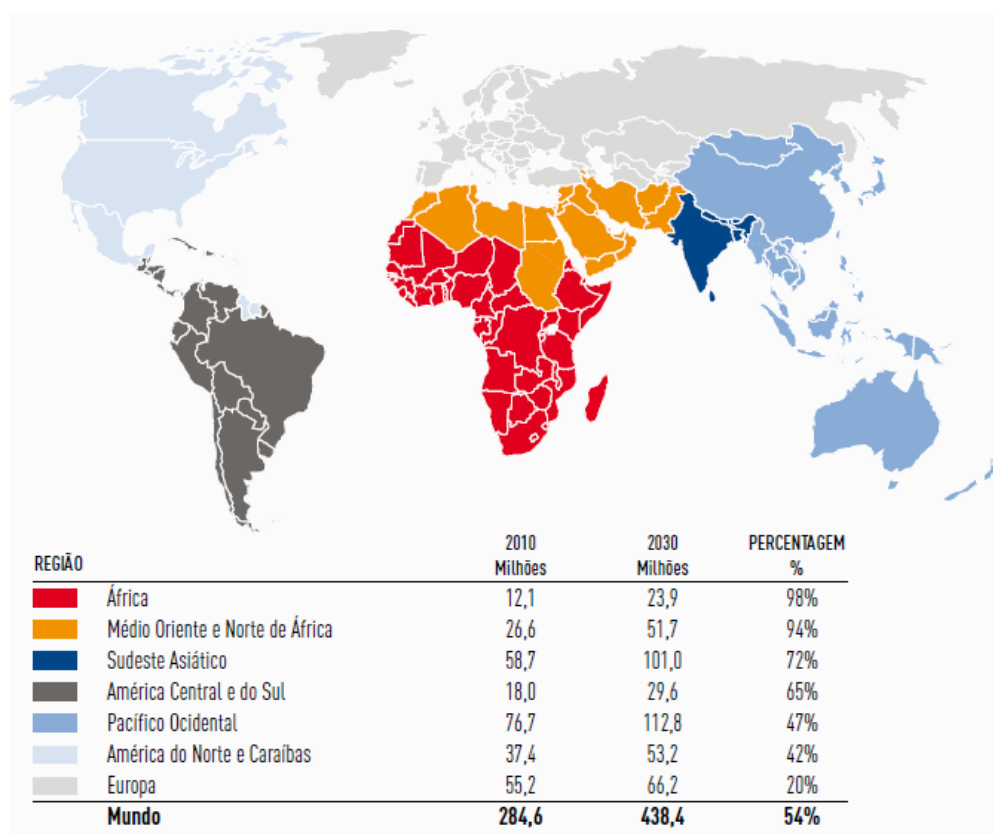 REGIÃO 2010 Milhões 2030 Milhões PERCENTAGEM %
África 12,1 23,9 98%
Médio Oriente e Norte de África 26,6 51,7 94%
Sudeste Asiático 58,7 101,0 72%
América Central e do Sul 18,0 29,6 65%
Pacífico Ocidental 76,7 112,8 47%
América do Norte e Caraíbas 37,4 53,2 42%
Europa 55,2 66,2 20%
Mundo 284,6 438,4 54%